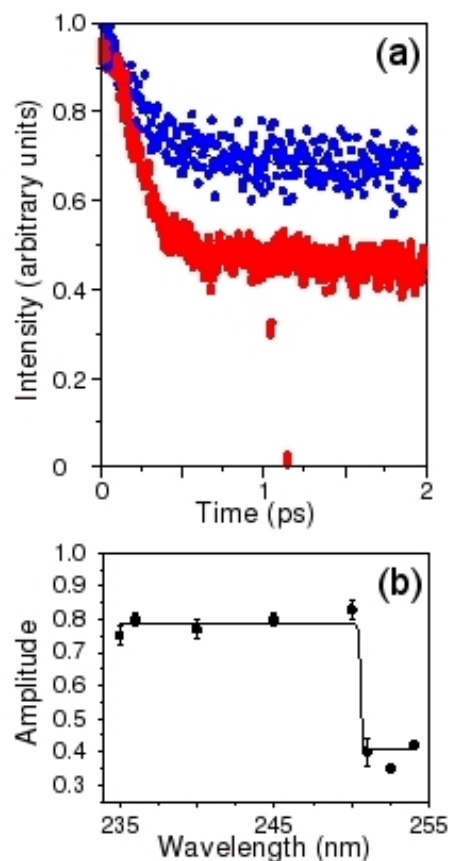 (a)
1.0
0.8
0.6
0.4
0.2
0
Intensity (arbitrary units)
0 1 2
Time (ps)
(b)
1.0
0.9
0.8
0.7
0.6
0.5
0.4
0.3
Amplitude
235 245 255
Wavelength (nm)